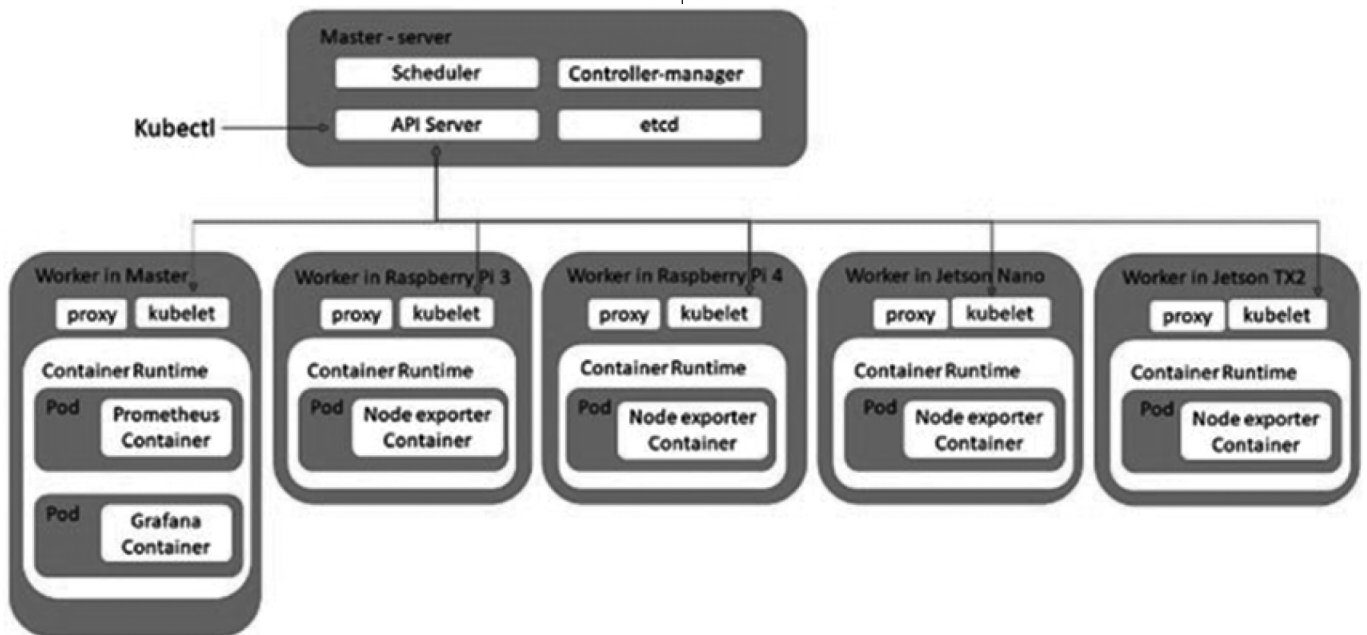 Master - server
Scheduler
Controller-manager
Kubectl
API Server
etcd
Worker in Master
proxy
kubelet
Container Runtime
Pod
Prometheus
Container
Pod
Grafana
Container
Worker in Raspberry Pi 3
proxy
kubelet
Container Runtime
Pod
Node exporter
Container
Worker in Raspberry Pi 4
proxy
kubelet
Container Runtime
Pod
Node exporter
Container
Worker in Jetson Nano
proxy
kubelet
Container Runtime
Pod
Node exporter
Container
Worker in Jetson TX2
proxy
kubelet
Container Runtime
Pod
Node exporter
Container